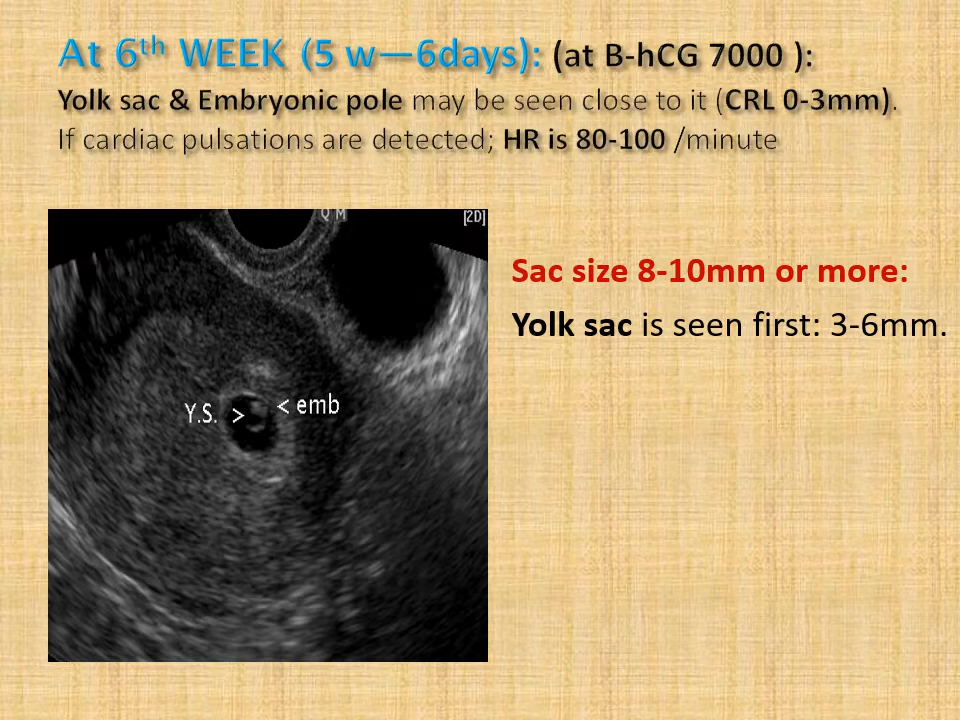 At 6th WEEK (5 w—6days): (at B-hCG 7000 ):
Yolk sac & Embryonic pole may be seen close to it (CRL 0-3mm).
If cardiac pulsations are detected; HR is 80-100 /minute
Q M
[2D]
Sac size 8-10mm or more:
Yolk sac is seen first: 3-6mm.
Y.S. > < emb